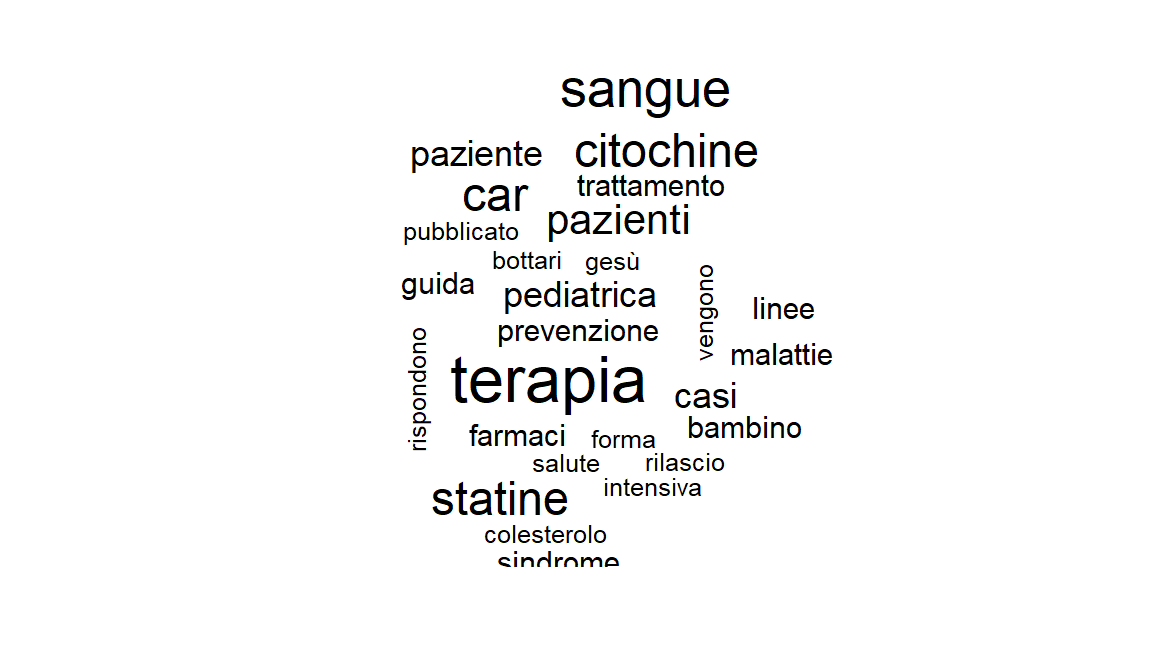 sangue
paziente citochine
car trattamento
pubblicato pazienti
bottari gesù
guida pediatrica vengono linee
prevenzione
rispondono malattie
terapia casi
farmaci forma bambino
salute rilascio
statine intensiva
colesterolo
sindrome